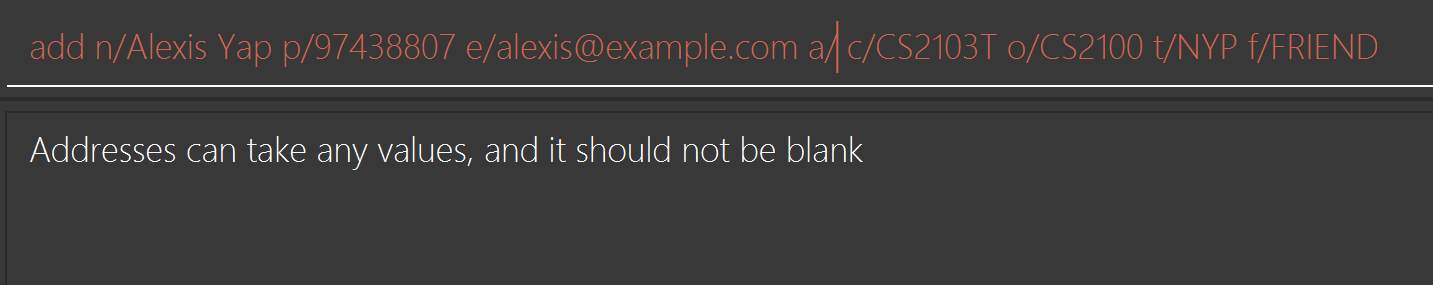 add n/Alexis Yap p/97438807 e/alexis@example.com a/ c/CS2103T o/CS2100 t/NYP f/FRIEND
Addresses can take any values, and it should not be blank